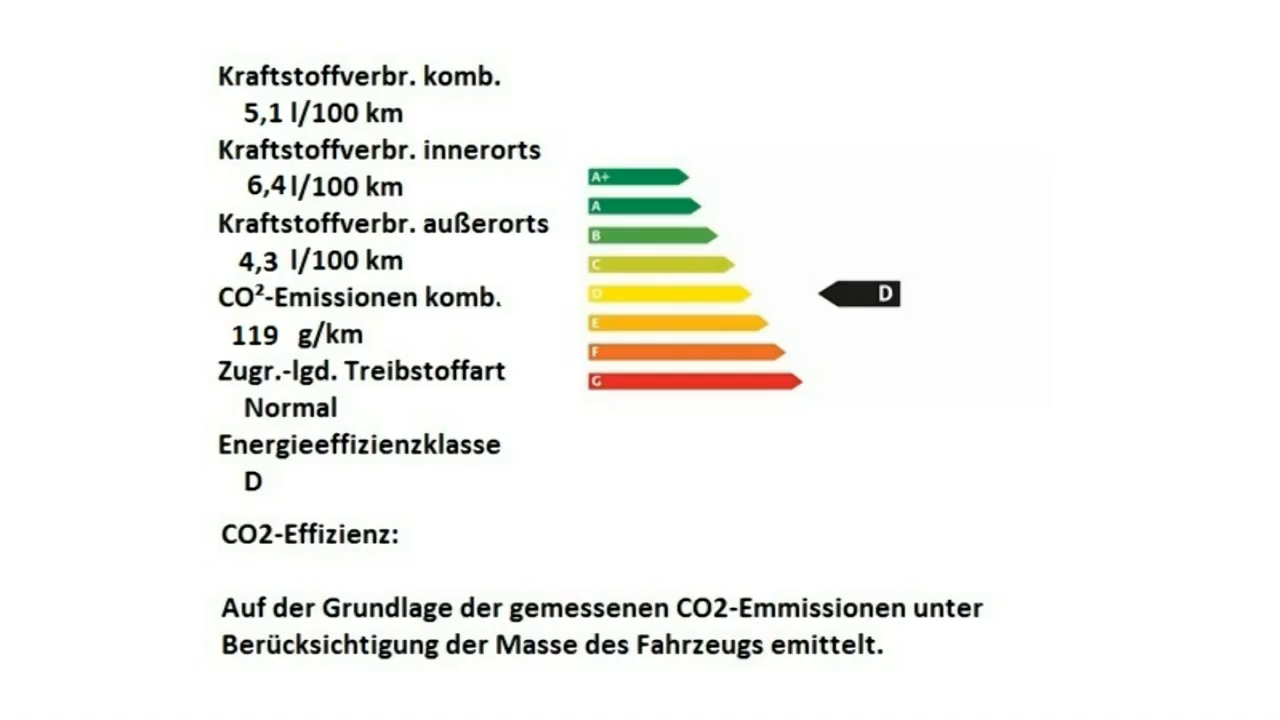 Kraftstoffverbr. komb.
5,1 l/100 km
Kraftstoffverbr. innerorts
6,4 l/100 km
Kraftstoffverbr. außerorts
4,3 l/100 km
CO²-Emissionen komb.
119 g/km
Zugr.-lgd. Treibstoffart
Normal
Energieeffizienzklasse
D
A+
A
B
C
D
E
F
G
D
CO2-Effizienz:
Auf der Grundlage der gemessenen CO2-Emmissionen unter
Berücksichtigung der Masse des Fahrzeugs emittelt.